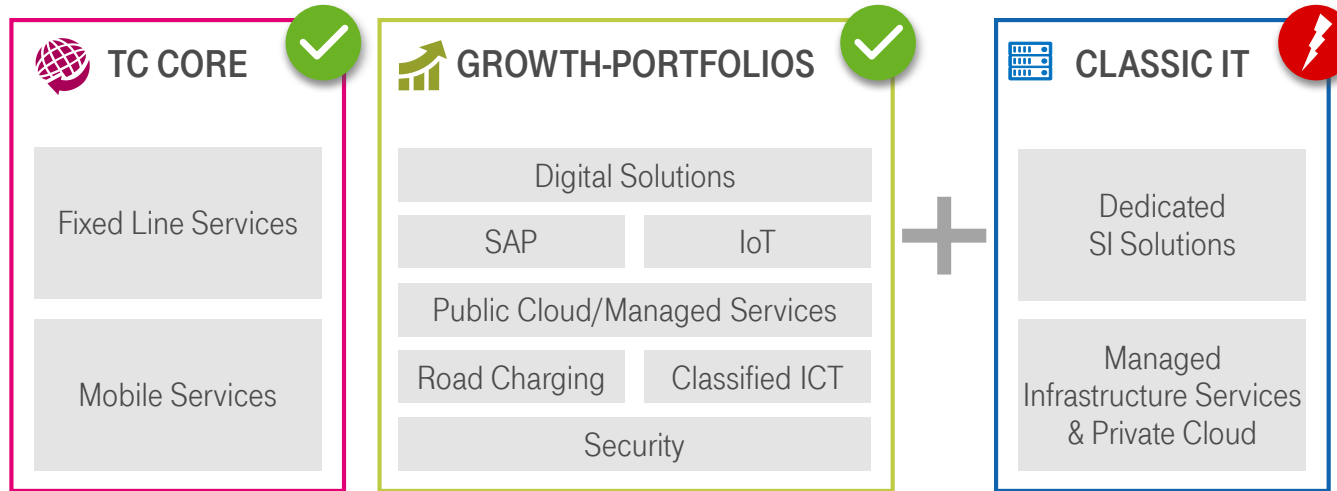 TC CORE
Fixed Line Services
Mobile Services
GROWTH-PORTFOLIOS
Digital Solutions
SAP
IoT
Public Cloud/Managed Services
Road Charging
Classified ICT
Security
+
CLASSIC IT
Dedicated
SI Solutions
Managed
Infrastructure Services
& Private Cloud